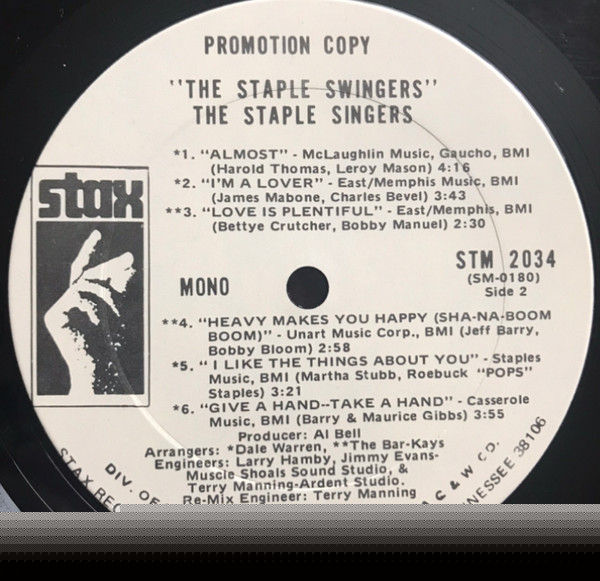 PROMOTION COPY
"THE STAPLE SWINGERS"
THE STAPLE SINGERS
*1. "ALMOST" - McLaughlin Music, Gaucho, BMI
(Harold Thomas, Leroy Mason) 4:16
*2. "I'M A LOVER" - East/Memphis Music, BMI
(James Mabone, Charles Bevel) 3:43
**3. "LOVE IS PLENTIFUL" - East/Memphis, BMI
(Bettye Crutcher, Bobby Manuel) 2:30
stax
STM 2034
(SM-0180)
Side 2
MONO
**4. "HEAVY MAKES YOU HAPPY (SHA-NA-BOOM
BOOM)" - Unart Music Corp., BMI (Jeff Barry,
Bobby Bloom) 2:58
*5. " I LIKE THE THINGS ABOUT YOU" - Staples
Music, BMI (Martha Stubb, Roebuck "POPS"
Staples) 3:21
*6. "GIVE A HAND--TAKE A HAND" - Casserole
Music, BMI (Barry & Maurice Gibbs) 3:55
Producer: Al Bell
Arrangers: *Dale Warren, **The Bar-Kays
Engineers: Larry Hamby, Jimmy Evans-
Muscle Shoals Sound Studio, &
Terry Manning-Ardent Studio.
Re-Mix Engineer: Terry Manning
STAX
DIV. OF
& W CO.
38106